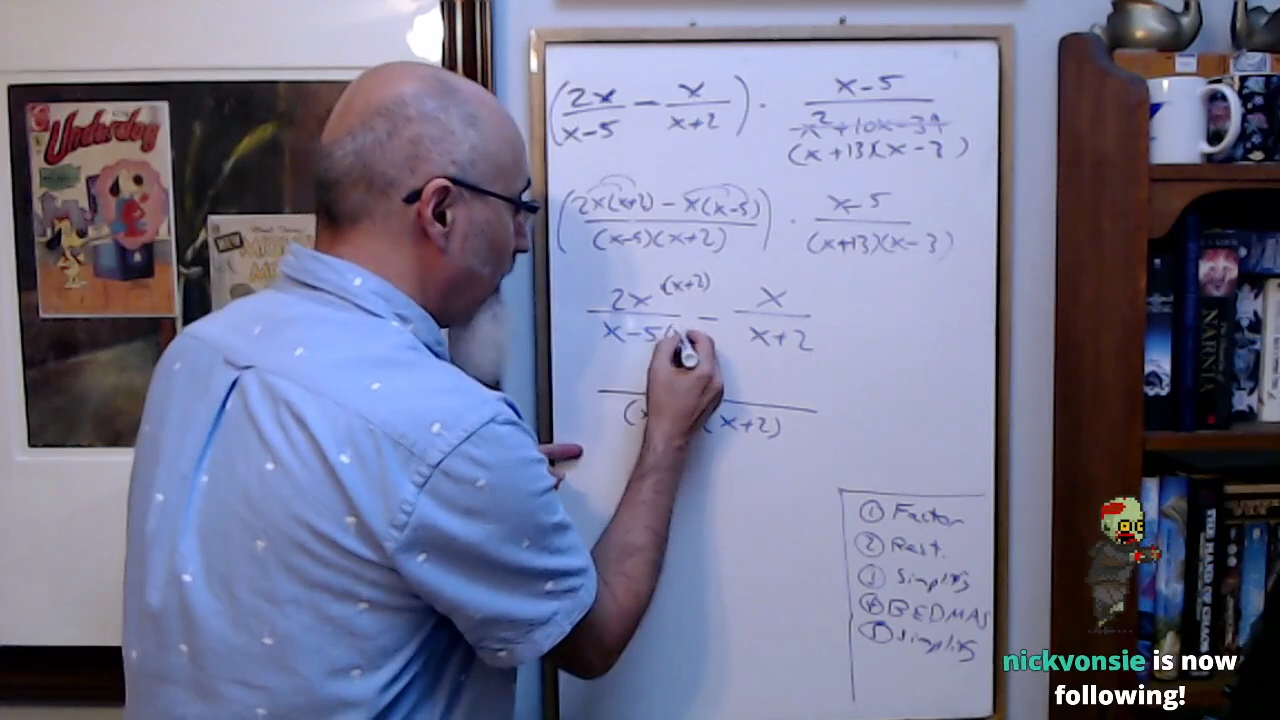 Underdog
(2x/(x-5) - x/(x+2)) · (x-5)/(x²+10x-39)
(x+13)(x-3)
((2x(x+2) - x(x-5))/((x-5)(x+2))) · (x-5)/((x+13)(x-3))
2x(x+2) - x
x-5( x+2
(x+2)
① Factor
② Rest.
③ Simplify
④ BEDMAS
⑤ Simplify
NARNIA
nickvonsie is now
following!